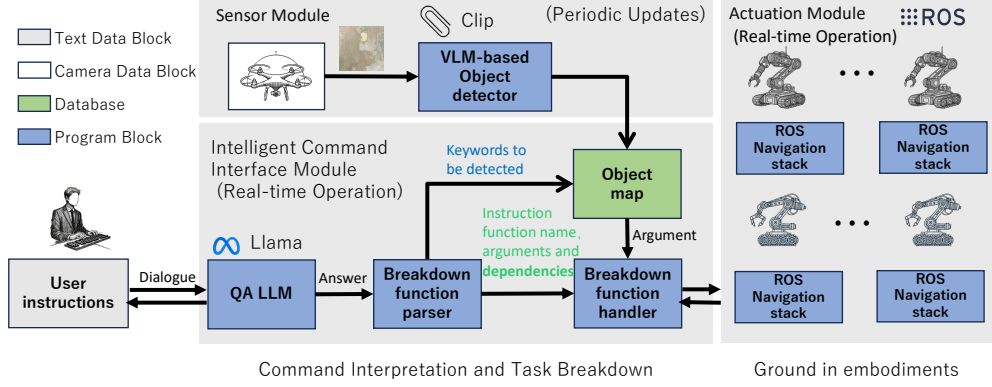 Text Data Block
Camera Data Block
Database
Program Block
Sensor Module
Clip
(Periodic Updates)
VLM-based
Object
detector
Intelligent Command
Interface Module
(Real-time Operation)
Keywords to
be detected
Object
map
Instruction
function name,
arguments and
dependencies
Argument
Llama
User
instructions
Dialogue
QA LLM
Answer
Breakdown
function
parser
Breakdown
function
handler
Actuation Module
(Real-time Operation)
ROS
ROS
Navigation
stack
ROS
Navigation
stack
ROS
Navigation
stack
ROS
Navigation
stack
Command Interpretation and Task Breakdown
Ground in embodiments